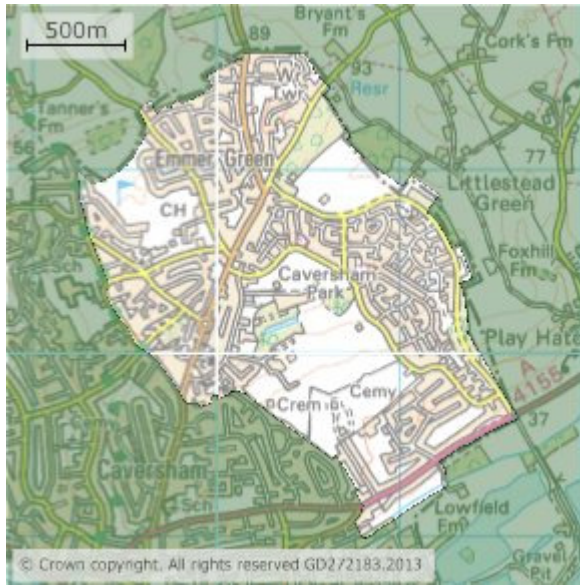 500m
89
Bryant's
Fm
Cork's Fm
W
Twr
93
Resr
Tanner's
Fm
56
Emmer Green
77
Littlestead
Green
CH
Sch
Foxhill
Fm
Caversham
Park
Play Hatc
A
4155
Crem
Cemy
37
Caversham
Sch
Lowfield
Fm
Gravel
Pit
© Crown copyright. All rights reserved GD272183.2013